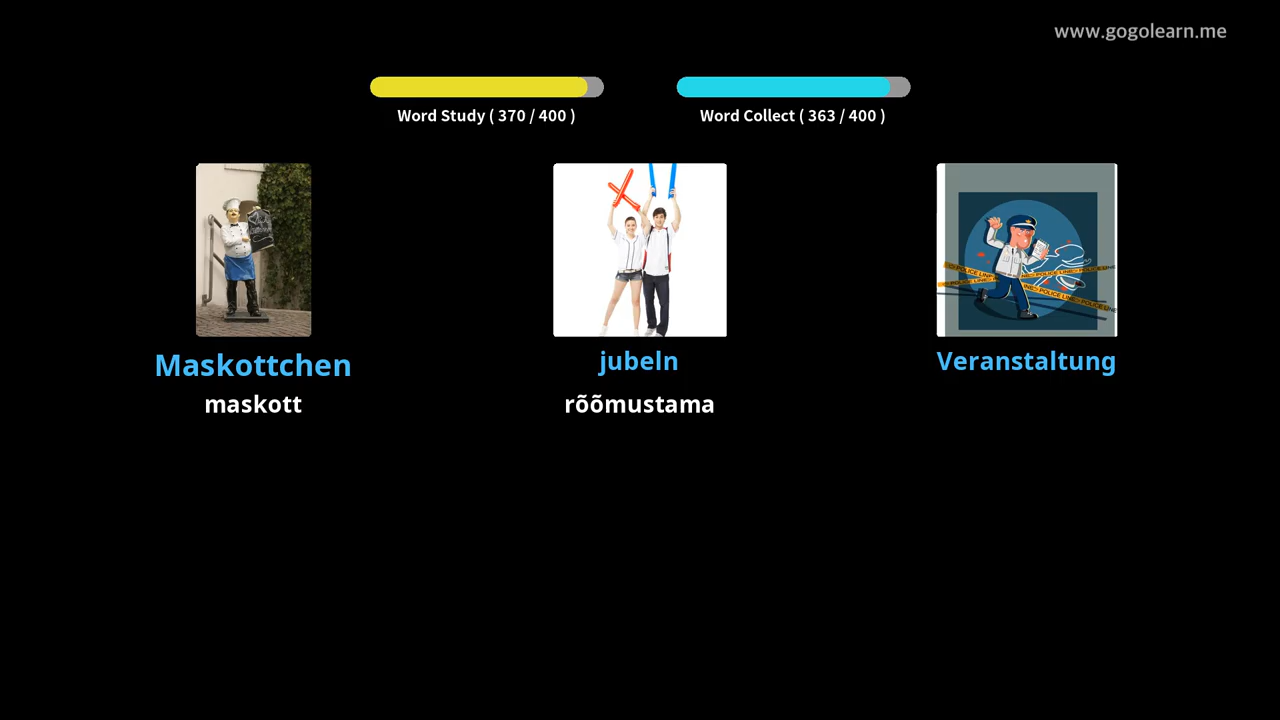 www.gogolearn.me
Word Study ( 370 / 400 )
Word Collect ( 363 / 400 )
Maskottchen
jubeln
Veranstaltung
maskott
rõõmustama